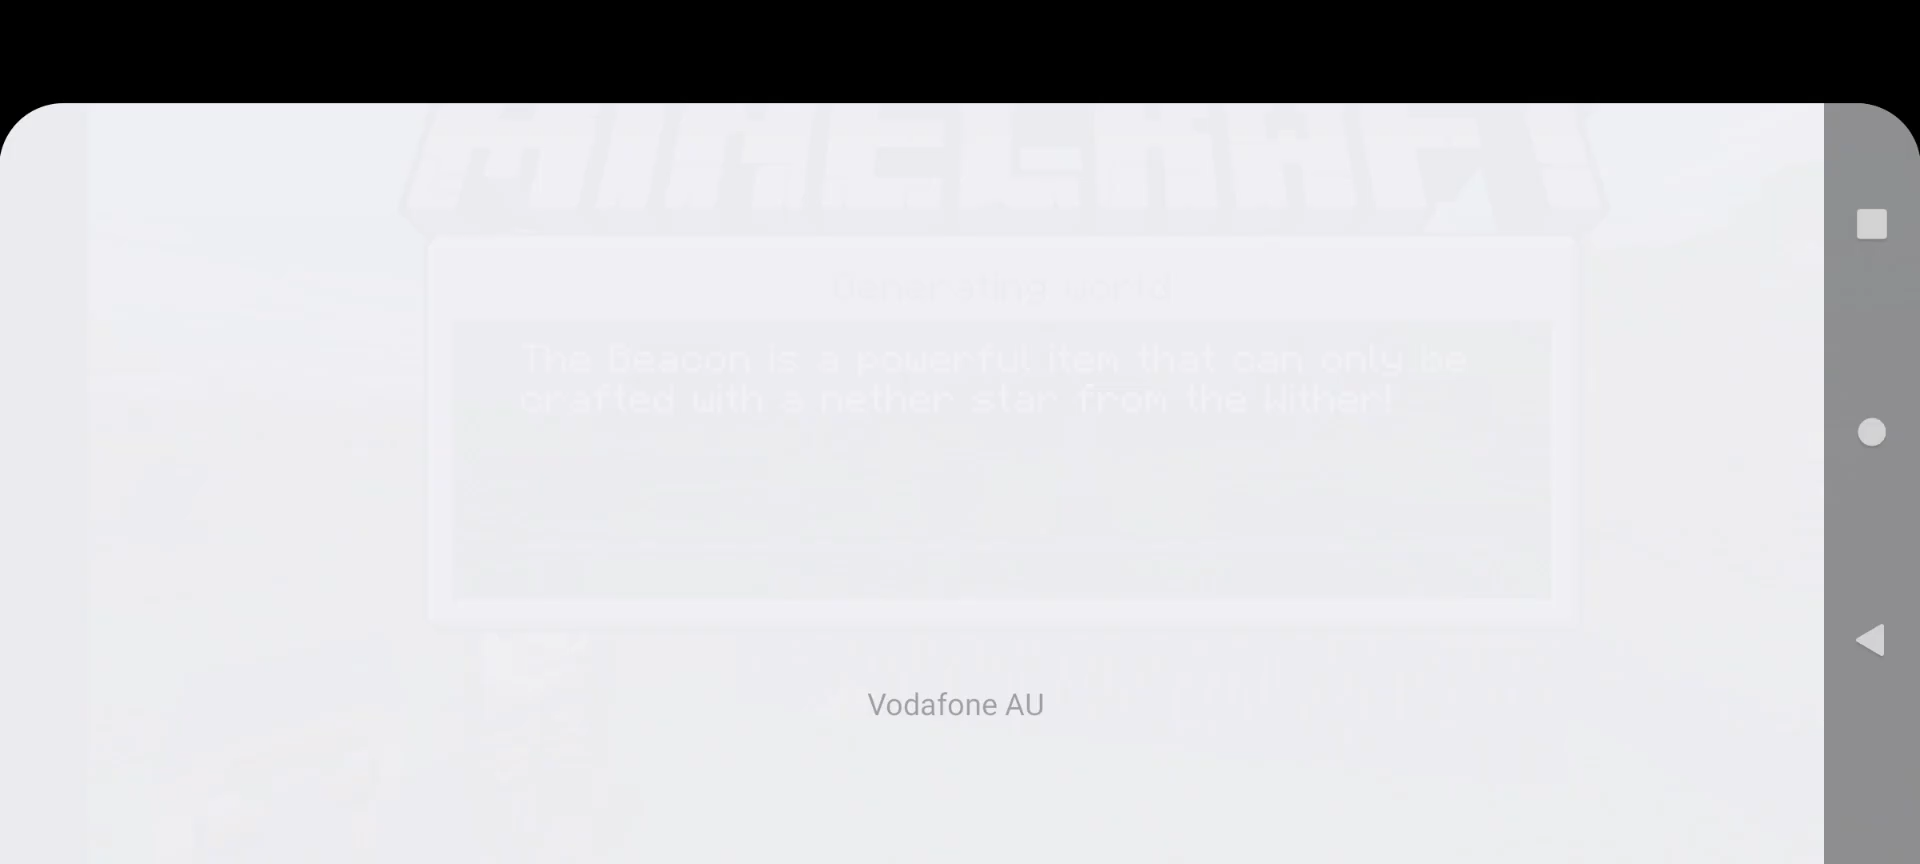 MINECRAFT
Generating world
The Beacon is a powerful item that can only be
crafted with a nether star from the Wither!
Vodafone AU